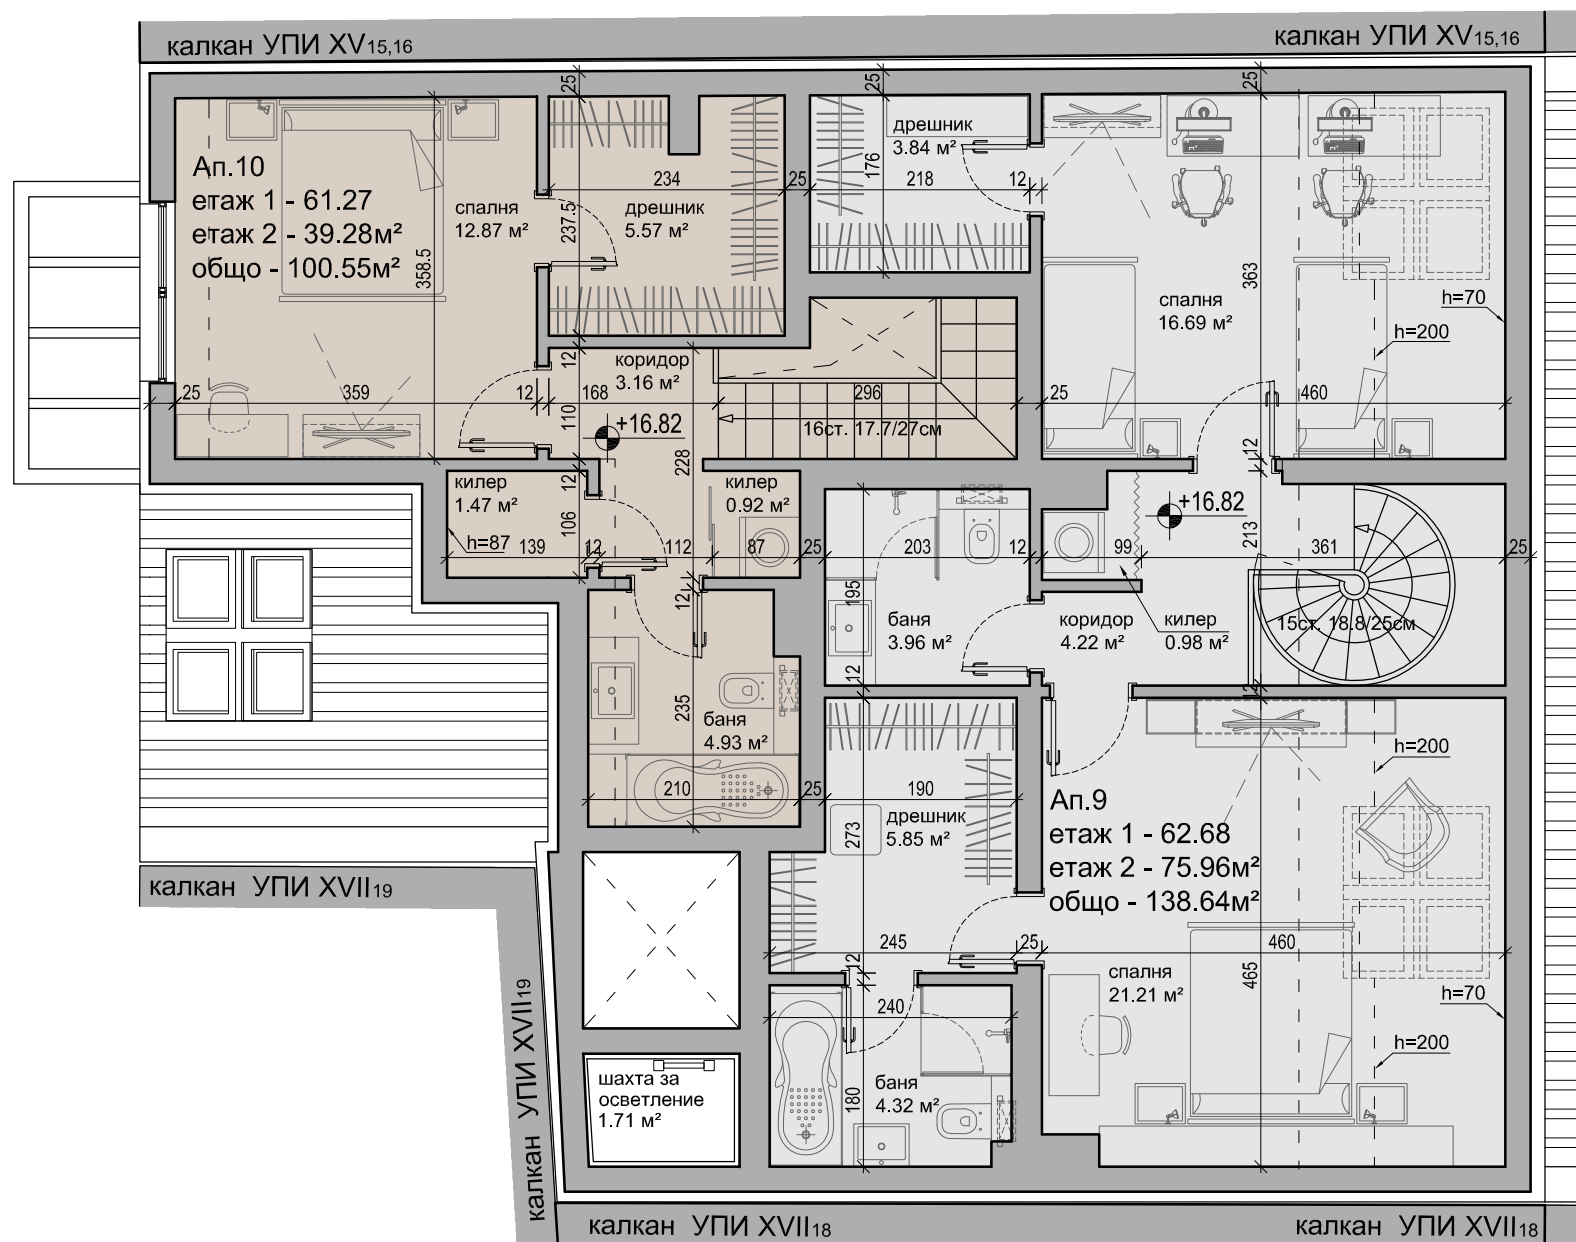 калкан УПИ XV15,16
калкан УПИ XV15,16
25
25
25
Ап.10
етаж 1 - 61.27
етаж 2 - 39.28м²
общо - 100.55м²
спалня
12.87 м²
358.5
234
237.5
дрешник
5.57 м²
25
дрешник
3.84 м²
176
218
12
363
спалня
16.69 м²
h=70
h=200
25
359
12
12
168
коридор
3.16 м²
110
+16.82
296
16ст. 17.7/27см
25
460
12
228
12
килер
1.47 м²
106
h=87
139
12
112
килер
0.92 м²
87
25
203
12
99
+16.82
213
361
25
12
195
баня
3.96 м²
12
коридор
4.22 м²
килер
0.98 м²
15ст. 18.8/25см
12
235
баня
4.93 м²
210
25
190
дрешник
5.85 м²
273
Ап.9
етаж 1 - 62.68
етаж 2 - 75.96м²
общо - 138.64м²
h=200
калкан УПИ XVII19
245
12
25
460
465
спалня
21.21 м²
h=70
h=200
240
180
баня
4.32 м²
шахта за
осветление
1.71 м²
калкан УПИ XVII19
калкан УПИ XVII18
калкан УПИ XVII18